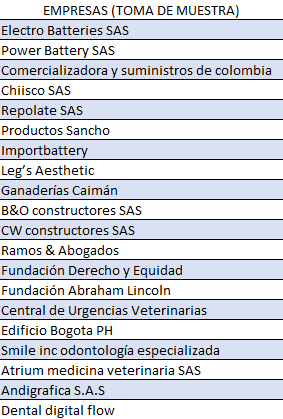 EMPRESAS (TOMA DE MUESTRA)
Electro Batteries SAS
Power Battery SAS
Comercializadora y suministros de colombia
Chiisco SAS
Repolate SAS
Productos Sancho
Importbattery
Leg's Aesthetic
Ganaderías Caimán
B&O constructores SAS
CW constructores SAS
Ramos & Abogados
Fundación Derecho y Equidad
Fundación Abraham Lincoln
Central de Urgencias Veterinarias
Edificio Bogota PH
Smile inc odontología especializada
Atrium medicina veterinaria SAS
Andigrafica S.A.S
Dental digital flow